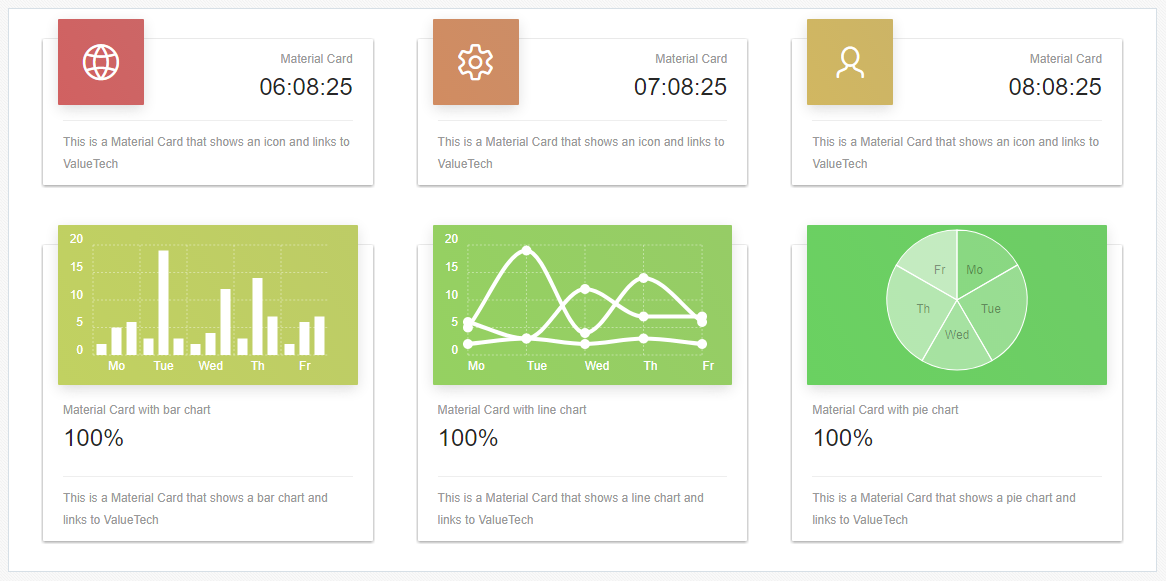 Material Card
06:08:25
This is a Material Card that shows an icon and links to
ValueTech
Material Card
07:08:25
This is a Material Card that shows an icon and links to
ValueTech
Material Card
08:08:25
This is a Material Card that shows an icon and links to
ValueTech
20
15
10
5
0
Mo Tue Wed Th Fr
Material Card with bar chart
100%
This is a Material Card that shows a bar chart and
links to ValueTech
20
15
10
5
0
Mo Tue Wed Th Fr
Material Card with line chart
100%
This is a Material Card that shows a line chart and
links to ValueTech
Fr Mo
Th Tue
Wed
Material Card with pie chart
100%
This is a Material Card that shows a pie chart and
links to ValueTech